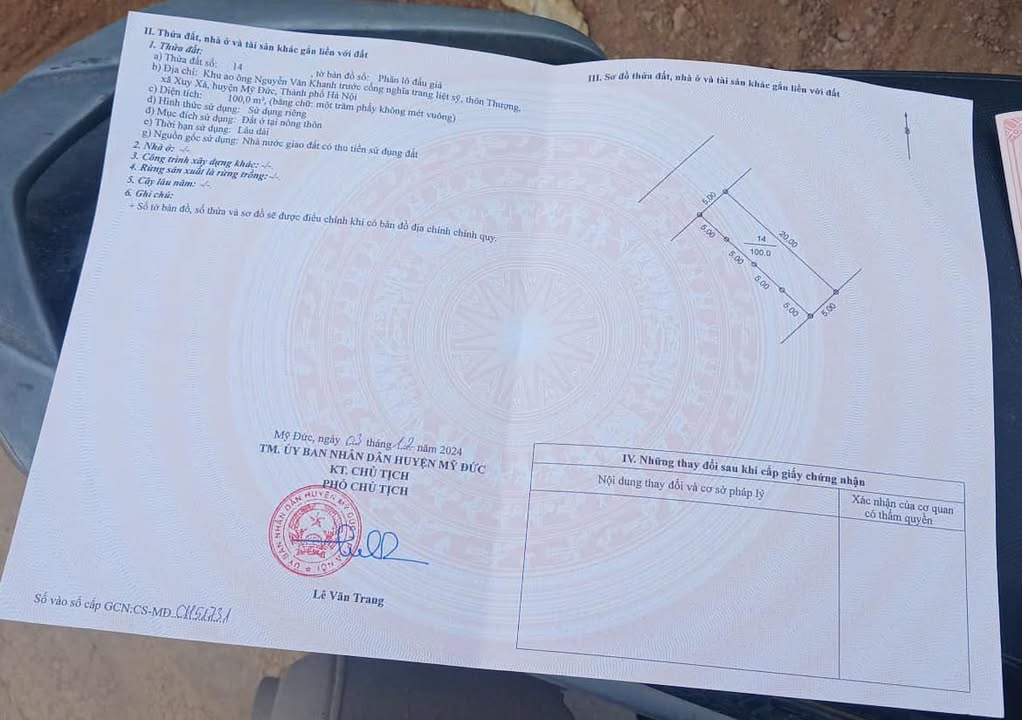 II. Thửa đất, nhà ở và tài sản khác gắn liền với đất
1. Thửa đất:
a) Thửa đất số: 14 , tờ bản đồ số: Phân lô đấu giá
b) Địa chỉ: Khu ao ông Nguyễn Văn Khanh trước cổng nghĩa trang liệt sỹ, thôn Thượng,
xã Xuy Xá, huyện Mỹ Đức, Thành phố Hà Nội
c) Diện tích: 100,0 m², (bằng chữ: một trăm phẩy không mét vuông)
d) Hình thức sử dụng: Sử dụng riêng
đ) Mục đích sử dụng: Đất ở tại nông thôn
e) Thời hạn sử dụng: Lâu dài
g) Nguồn gốc sử dụng: Nhà nước giao đất có thu tiền sử dụng đất
2. Nhà ở: -/-.
3. Công trình xây dựng khác: -/-.
4. Rừng sản xuất là rừng trồng: -/-.
5. Cây lâu năm: -/-.
6. Ghi chú:
+ Số tờ bản đồ, số thửa và sơ đồ sẽ được điều chỉnh khi có bản đồ địa chính chính quy.
Mỹ Đức, ngày 03 tháng 12 năm 2024
TM. ỦY BAN NHÂN DÂN HUYỆN MỸ ĐỨC
KT. CHỦ TỊCH
PHÓ CHỦ TỊCH
ỦY BAN NHÂN DÂN HUYỆN MỸ ĐỨC
HÀ NỘI
Lê Văn Trang
Số vào sổ cấp GCN:CS-MĐ..CH51731
III. Sơ đồ thửa đất, nhà ở và tài sản khác gắn liền với đất
5.00
20.00
14
100.0
5.00
5.00
5.00
5.00
5.00
IV. Những thay đổi sau khi cấp giấy chứng nhận
Nội dung thay đổi và cơ sở pháp lý
Xác nhận của cơ quan
có thẩm quyền